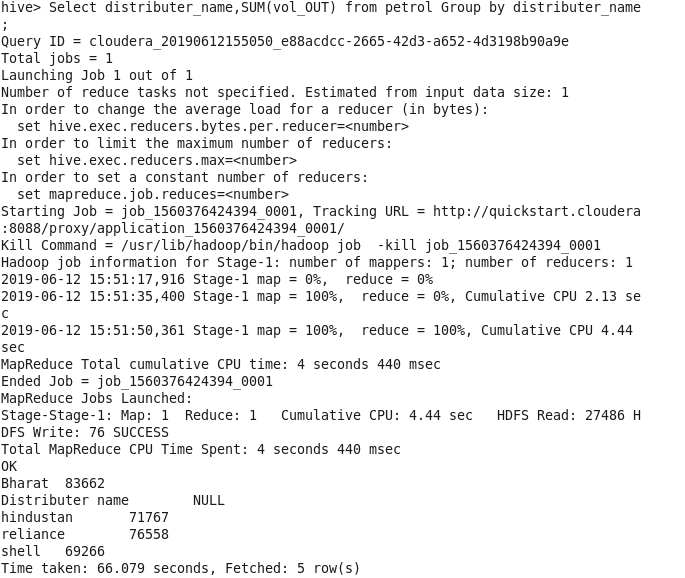 hive> Select distributer_name,SUM(vol_OUT) from petrol Group by distributer_name
;
Query ID = cloudera_20190612155050_e88acdcc-2665-42d3-a652-4d3198b90a9e
Total jobs = 1
Launching Job 1 out of 1
Number of reduce tasks not specified. Estimated from input data size: 1
In order to change the average load for a reducer (in bytes):
  set hive.exec.reducers.bytes.per.reducer=<number>
In order to limit the maximum number of reducers:
  set hive.exec.reducers.max=<number>
In order to set a constant number of reducers:
  set mapreduce.job.reduces=<number>
Starting Job = job_1560376424394_0001, Tracking URL = http://quickstart.cloudera
:8088/proxy/application_1560376424394_0001/
Kill Command = /usr/lib/hadoop/bin/hadoop job  -kill job_1560376424394_0001
Hadoop job information for Stage-1: number of mappers: 1; number of reducers: 1
2019-06-12 15:51:17,916 Stage-1 map = 0%,  reduce = 0%
2019-06-12 15:51:35,400 Stage-1 map = 100%,  reduce = 0%, Cumulative CPU 2.13 se
c
2019-06-12 15:51:50,361 Stage-1 map = 100%,  reduce = 100%, Cumulative CPU 4.44
sec
MapReduce Total cumulative CPU time: 4 seconds 440 msec
Ended Job = job_1560376424394_0001
MapReduce Jobs Launched:
Stage-Stage-1: Map: 1  Reduce: 1   Cumulative CPU: 4.44 sec   HDFS Read: 27486 H
DFS Write: 76 SUCCESS
Total MapReduce CPU Time Spent: 4 seconds 440 msec
OK
Bharat  83662
Distributer name        NULL
hindustan       71767
reliance        76558
shell   69266
Time taken: 66.079 seconds, Fetched: 5 row(s)